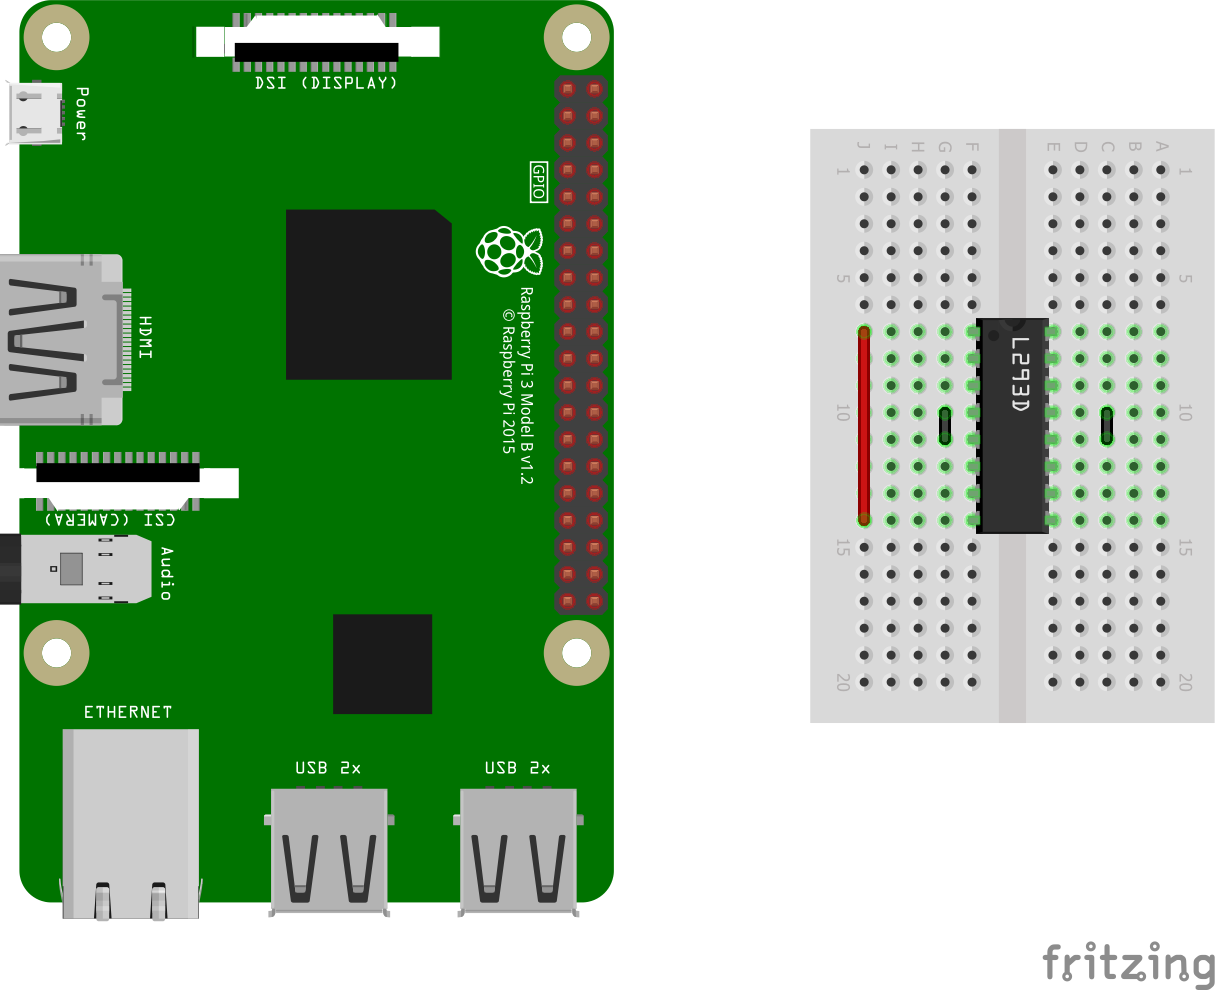 DSI (DISPLAY)
Power
GPIO
Raspberry Pi 3 Model B v1.2
© Raspberry Pi 2015
HDMI
CSI (CAMERA)
Audio
ETHERNET
USB 2x
USB 2x
J I H G F E D C B A
1 1
5
L293D
10 10
15 15
20 20
fritzing